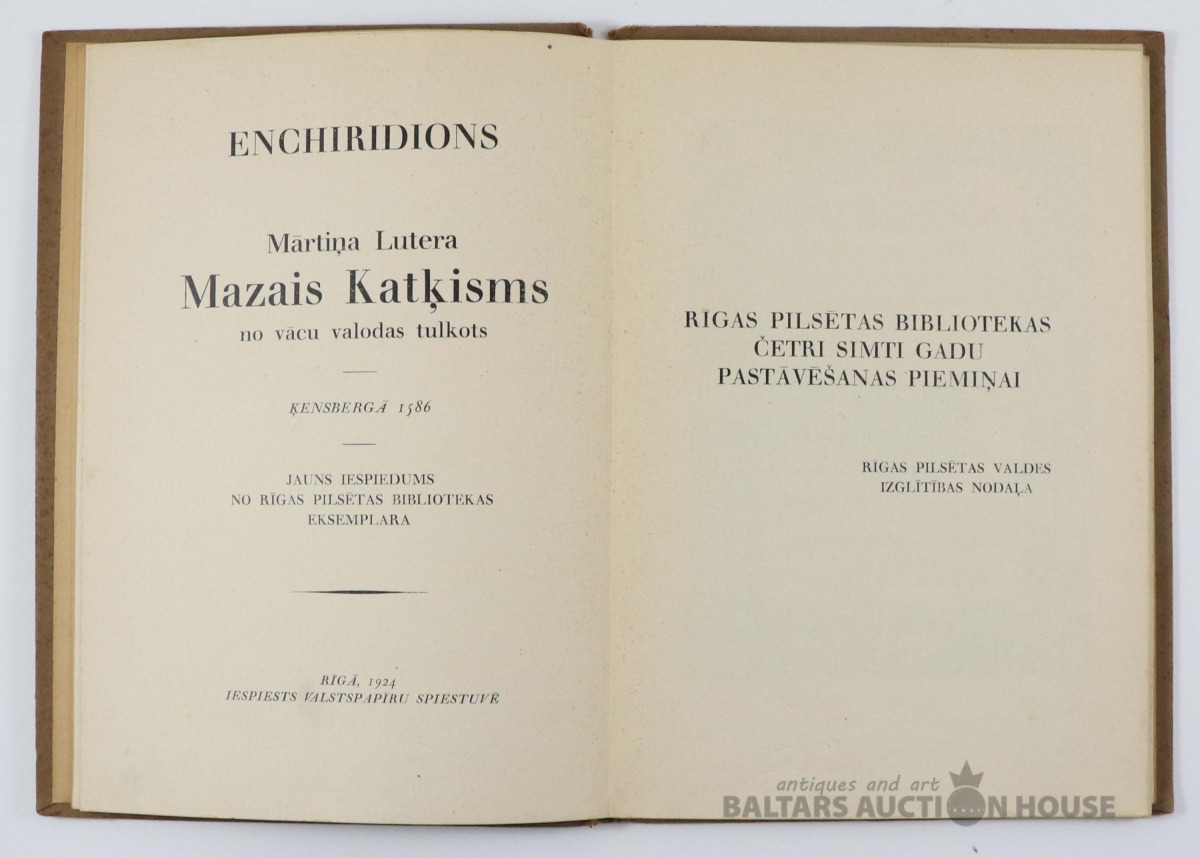 ENCHIRIDIONS
Mārtiņa Lutera
Mazais Katķisms
no vācu valodas tulkots
ĶENSBERGĀ 1586
JAUNS IESPIEDUMS
NO RĪGAS PILSĒTAS BIBLIOTEKAS
EKSEMPLARA
RĪGĀ, 1924
IESPIESTS VALSTSPAPĪRU SPIESTUVĒ
RĪGAS PILSĒTAS BIBLIOTEKAS
ČETRI SIMTI GADU
PASTĀVĒŠANAS PIEMIŅAI
RĪGAS PILSĒTAS VALDES
IZGLĪTĪBAS NODAĻA
antiques and art
BALTARS AUCTION HOUSE